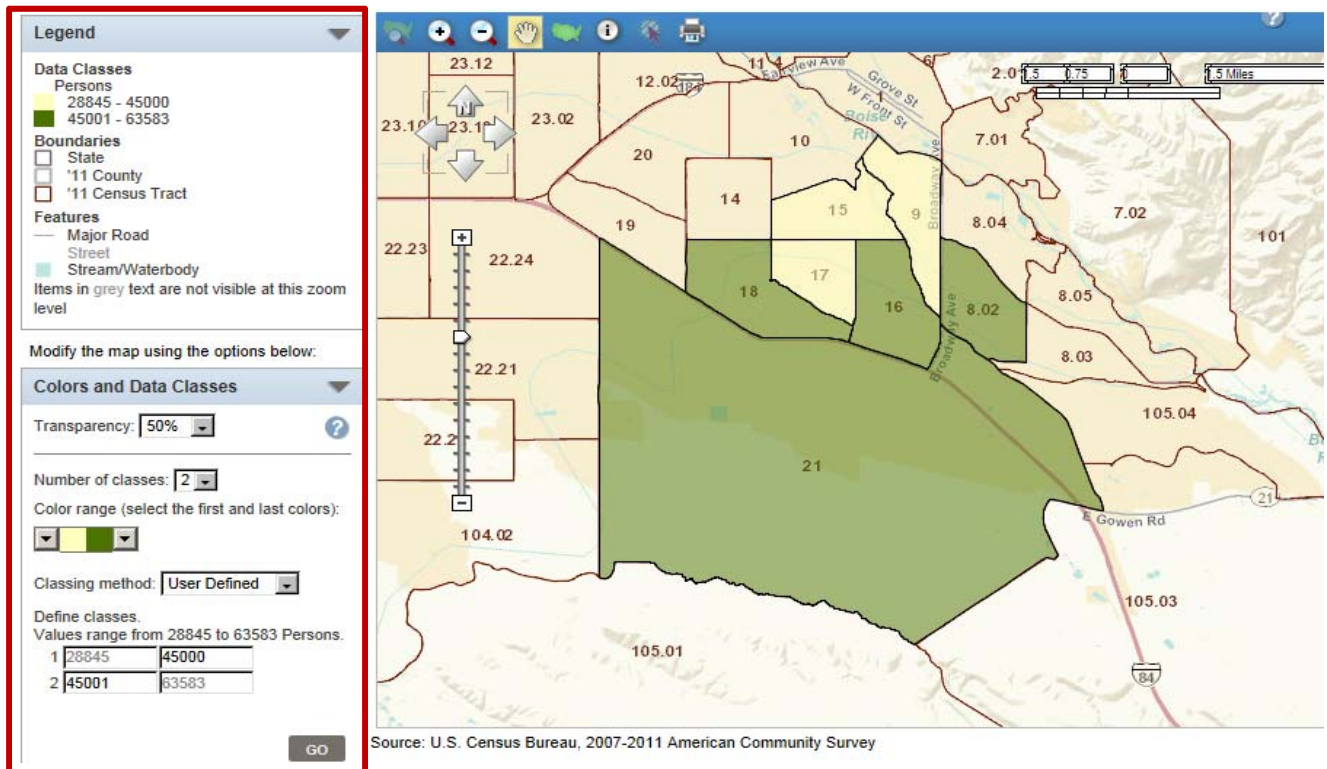 Legend
Data Classes
Persons
28845 - 45000
45001 - 63583
Boundaries
State
'11 County
'11 Census Tract
Features
Major Road
Street
Stream/Waterbody
Items in grey text are not visible at this zoom
level
Modify the map using the options below:
Colors and Data Classes
Transparency: 50%
?
Number of classes: 2
Color range (select the first and last colors):
Classing method: User Defined
Define classes.
Values range from 28845 to 63583 Persons.
1 28845 45000
2 45001 63583
GO
?
23.12
12.02
11
Fairview Ave
6
Grove St
W Front St
Boise
Broadway Ave
.5
0.75
.5 Miles
N
23.02
20
10
7.01
14
15
9
8.04
7.02
101
19
22.23
22.24
18
17
16
8.02
8.05
Broadway Ave
8.03
22.21
105.04
22.2
21
21
E Gowen Rd
104.02
105.03
105.01
84
Source: U.S. Census Bureau, 2007-2011 American Community Survey